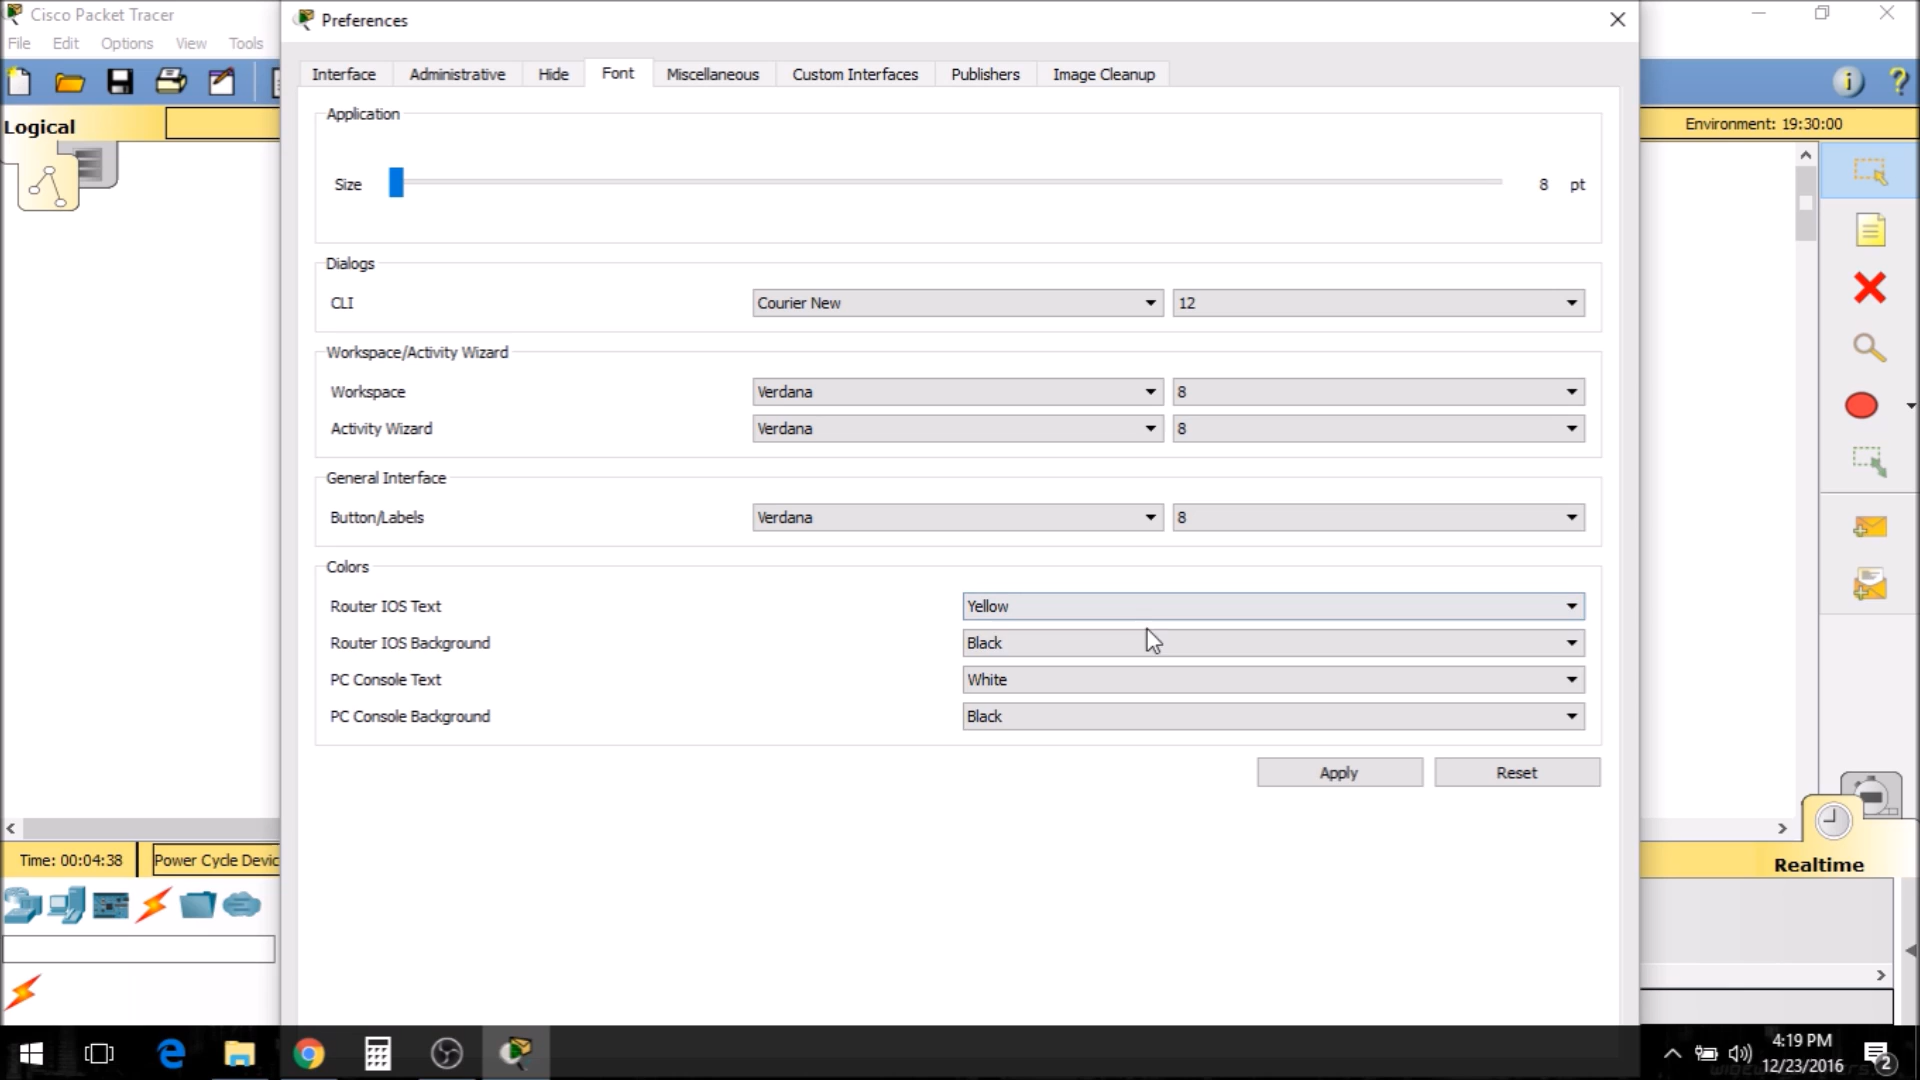 Cisco Packet Tracer
Preferences
File Edit Options View Tools
Interface Administrative Hide Font Miscellaneous Custom Interfaces Publishers Image Cleanup
Logical
Environment: 19:30:00
Application
Size 8 pt
Dialogs
CLI Courier New 12
Workspace/Activity Wizard
Workspace Verdana 8
Activity Wizard Verdana 8
General Interface
Button/Labels Verdana 8
Colors
Router IOS Text Yellow
Router IOS Background Black
PC Console Text White
PC Console Background Black
Apply Reset
Time: 00:04:38 Power Cycle Devic
Realtime
4:19 PM
12/23/2016
2